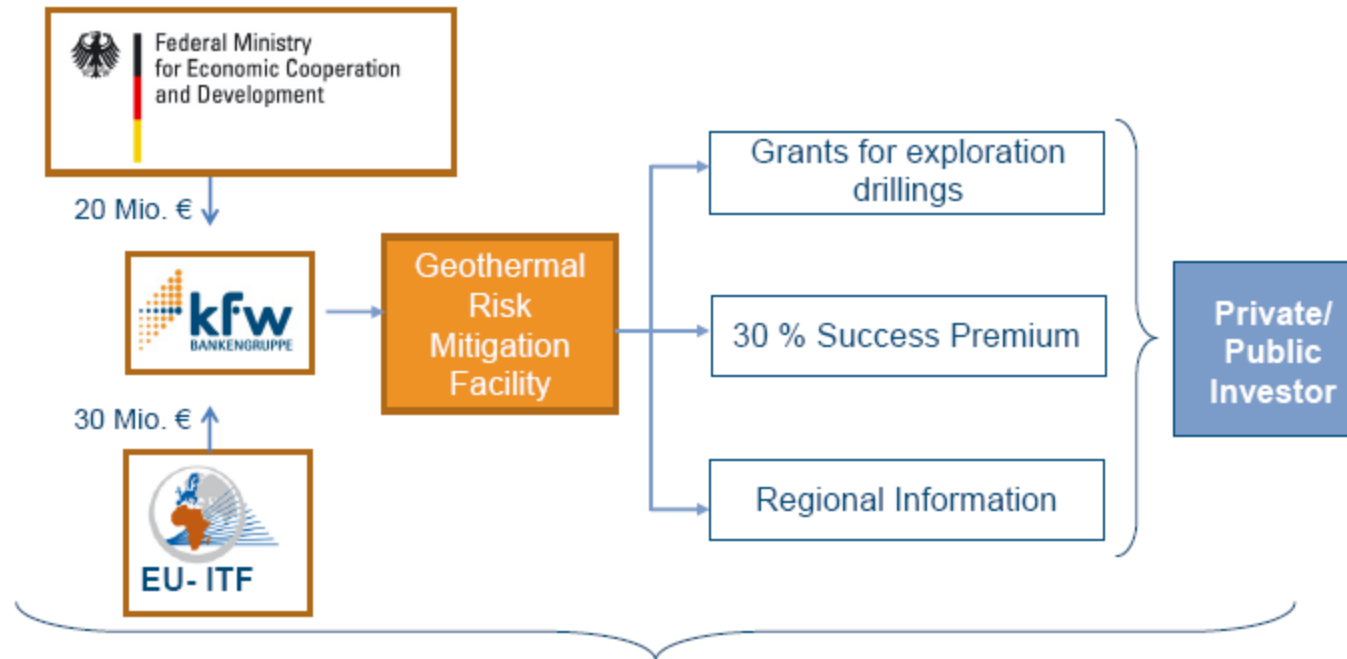 Federal Ministry
for Economic Cooperation
and Development
20 Mio. €
kfw
BANKENGRUPPE
30 Mio. €
EU- ITF
Geothermal
Risk
Mitigation
Facility
Grants for exploration
drillings
30 % Success Premium
Regional Information
Private/
Public
Investor